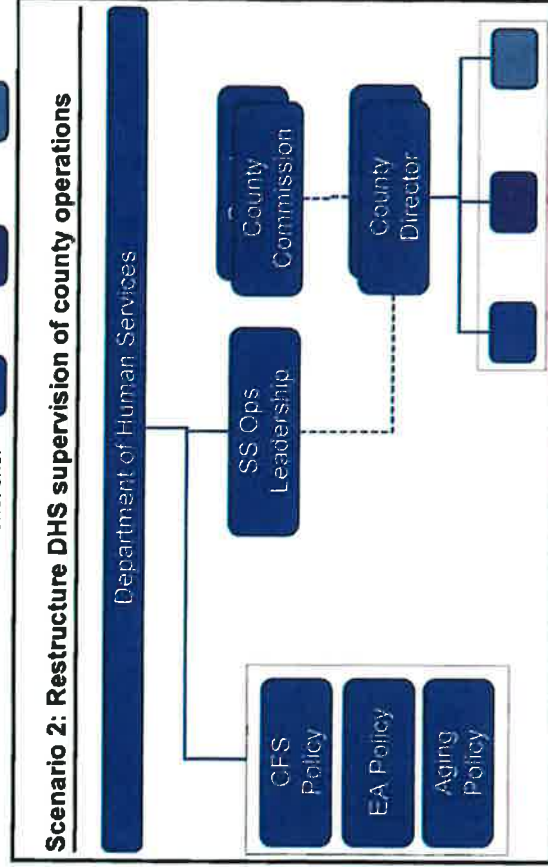 Scenario 2: Restructure DHS supervision of county operations
Department of Human Services
CFS
Policy
EA Policy
Aging
Policy
SS Ops
Leadership
County
Commission
County
Director